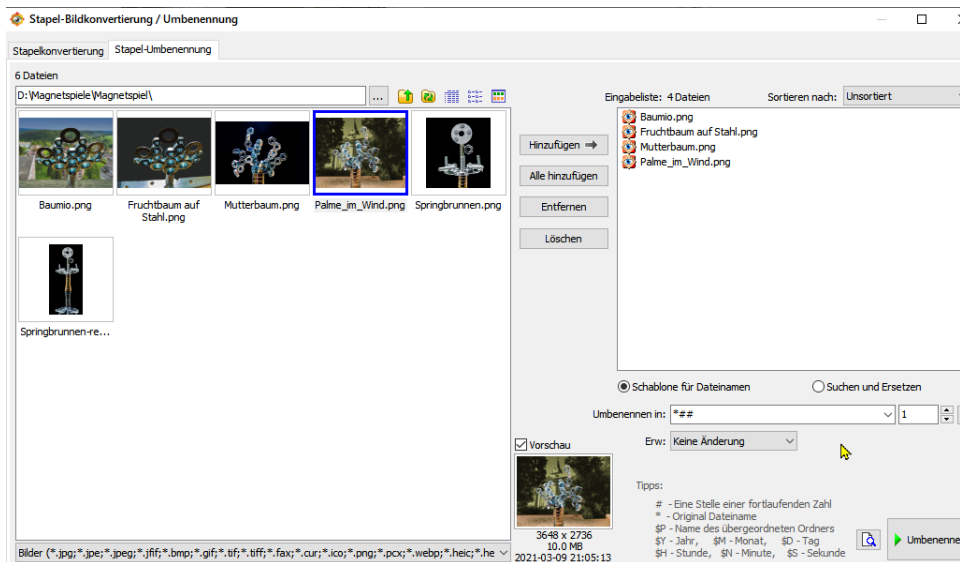 Stapel-Bildkonvertierung / Umbenennung
Stapelkonvertierung Stapel-Umbenennung
6 Dateien
D:\Magnetspiele\Magnetspiel\ ...
Eingabeliste: 4 Dateien Sortieren nach: Unsortiert
Baumio.png
Fruchtbaum auf Stahl.png
Mutterbaum.png
Palme_im_Wind.png
Hinzufügen
Alle hinzufügen
Entfernen
Löschen
Baumio.png Fruchtbaum auf Mutterbaum.png Palme_im_Wind.png Springbrunnen.png
Stahl.png
Springbrunnen-re...
Schablone für Dateinamen Suchen und Ersetzen
Umbenennen in: *## 1
Vorschau Erw: Keine Änderung
Tipps:
# - Eine Stelle einer fortlaufenden Zahl
* - Original Dateiname
$P - Name des übergeordneten Ordners
$Y - Jahr, $M - Monat, $D - Tag
$H - Stunde, $N - Minute, $S - Sekunde
3648 x 2736
10.0 MB
2021-03-09 21:05:13
Umbenenne
Bilder (*.jpg;*.jpe;*.jpeg;*.jfif;*.bmp;*.gif;*.tif;*.tiff;*.fax;*.cur;*.ico;*.png;*.pcx;*.webp;*.heic;*.he